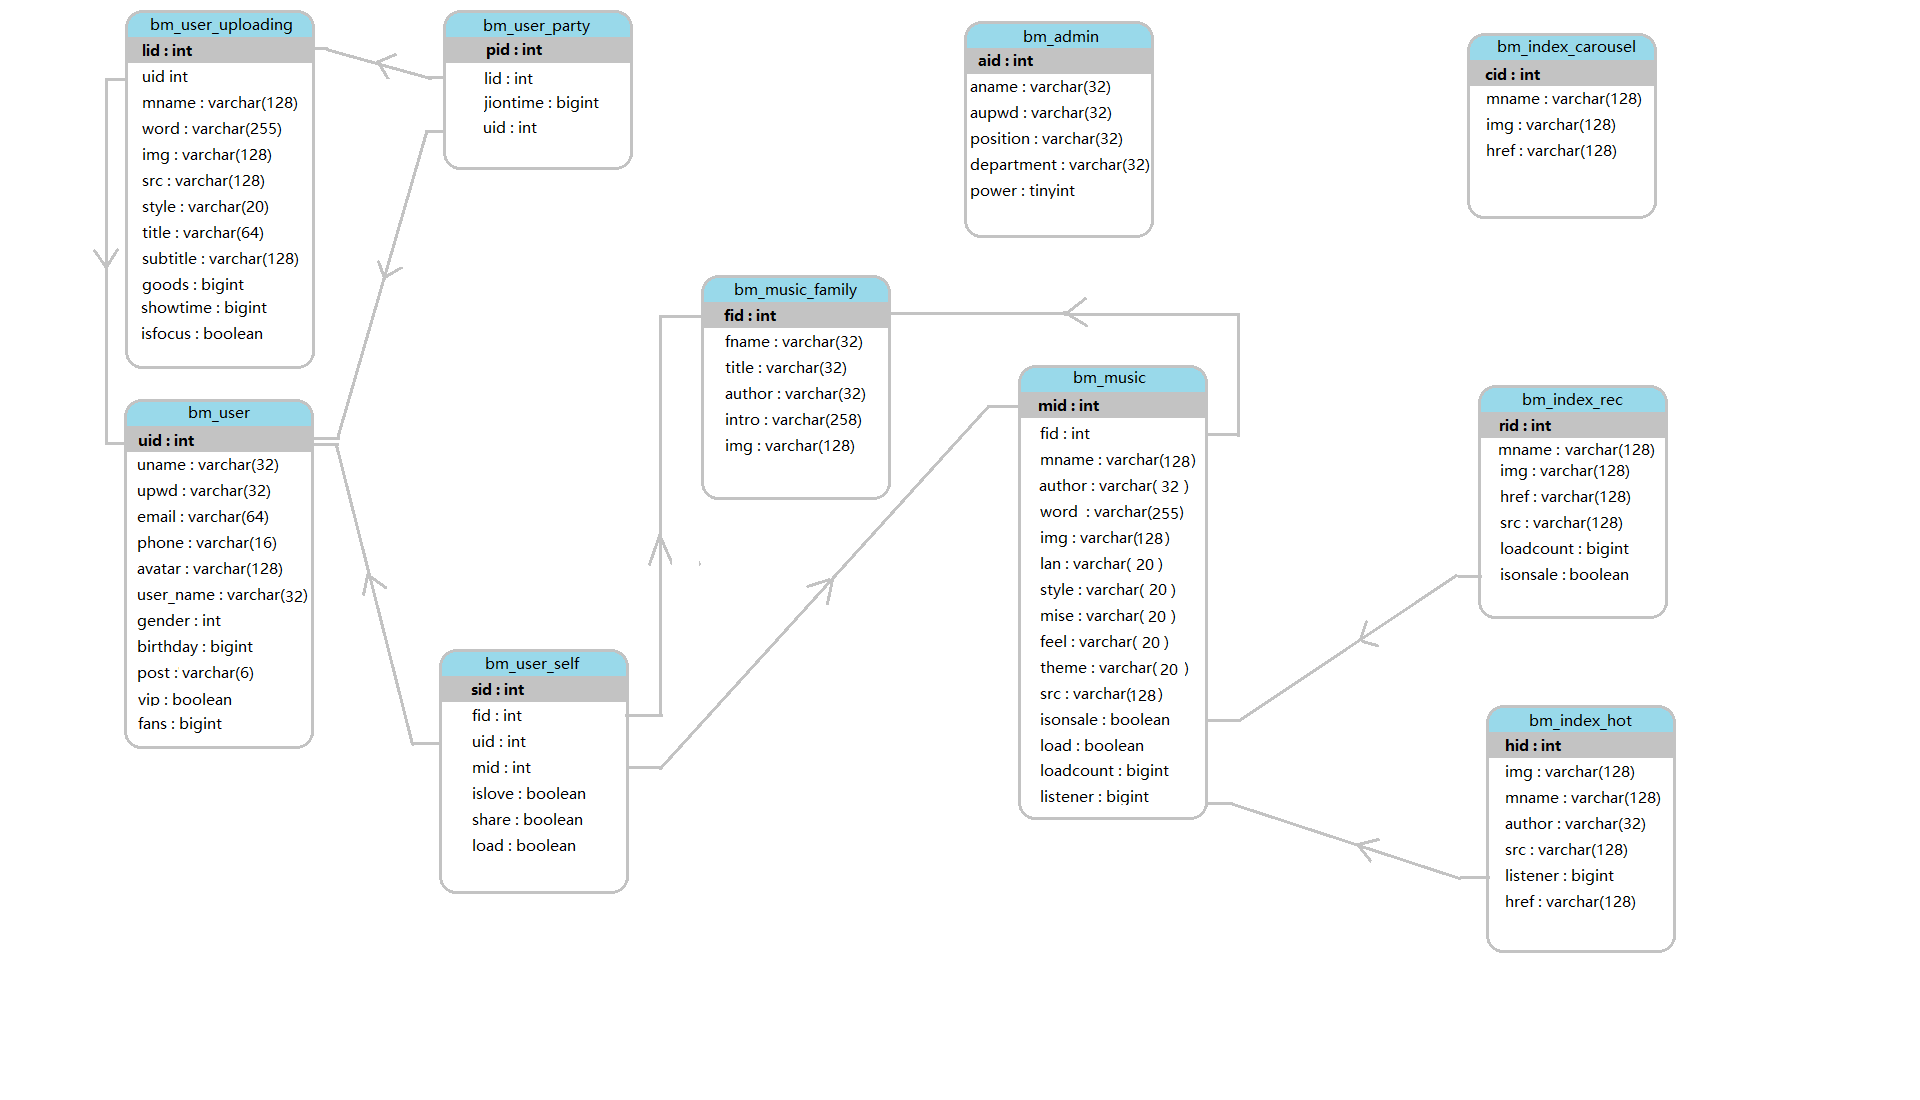 bm_user_uploading
lid : int
uid int
mname : varchar(128)
word : varchar(255)
img : varchar(128)
src : varchar(128)
style : varchar(20)
title : varchar(64)
subtitle : varchar(128)
goods : bigint
showtime : bigint
isfocus : boolean
bm_user_party
pid : int
lid : int
jiontime : bigint
uid : int
bm_admin
aid : int
aname : varchar(32)
aupwd : varchar(32)
position : varchar(32)
department : varchar(32)
power : tinyint
bm_index_carousel
cid : int
mname : varchar(128)
img : varchar(128)
href : varchar(128)
bm_music_family
fid : int
fname : varchar(32)
title : varchar(32)
author : varchar(32)
intro : varchar(258)
img : varchar(128)
bm_user
uid : int
uname : varchar(32)
upwd : varchar(32)
email : varchar(64)
phone : varchar(16)
avatar : varchar(128)
user_name : varchar(32)
gender : int
birthday : bigint
post : varchar(6)
vip : boolean
fans : bigint
bm_music
mid : int
fid : int
mname : varchar(128)
author : varchar( 32 )
word  : varchar(255)
img : varchar(128)
lan : varchar( 20 )
style : varchar( 20 )
mise : varchar( 20 )
feel : varchar( 20 )
theme : varchar( 20 )
src : varchar(128)
isonsale : boolean
load : boolean
loadcount : bigint
listener : bigint
bm_index_rec
rid : int
mname : varchar(128)
img : varchar(128)
href : varchar(128)
src : varchar(128)
loadcount : bigint
isonsale : boolean
bm_user_self
sid : int
fid : int
uid : int
mid : int
islove : boolean
share : boolean
load : boolean
bm_index_hot
hid : int
img : varchar(128)
mname : varchar(128)
author : varchar(32)
src : varchar(128)
listener : bigint
href : varchar(128)